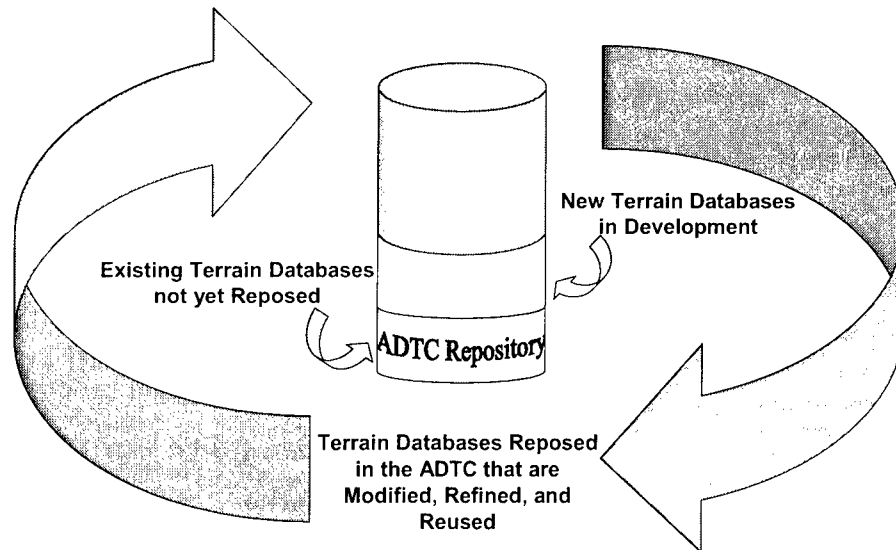 New Terrain Databases
in Development
Existing Terrain Databases
not yet Reposed
ADTC Repository
Terrain Databases Reposed
in the ADTC that are
Modified, Refined, and
Reused